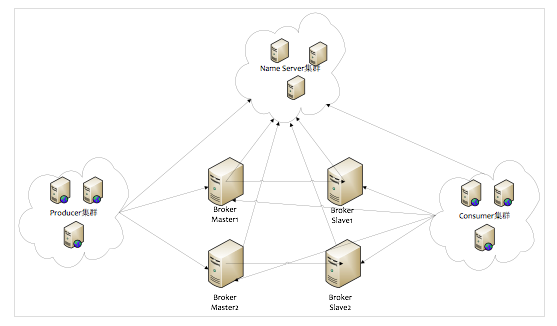 Name Server集群
Producer集群
Broker
Master1
Broker
Slave1
Consumer集群
Broker
Master2
Broker
Slave2